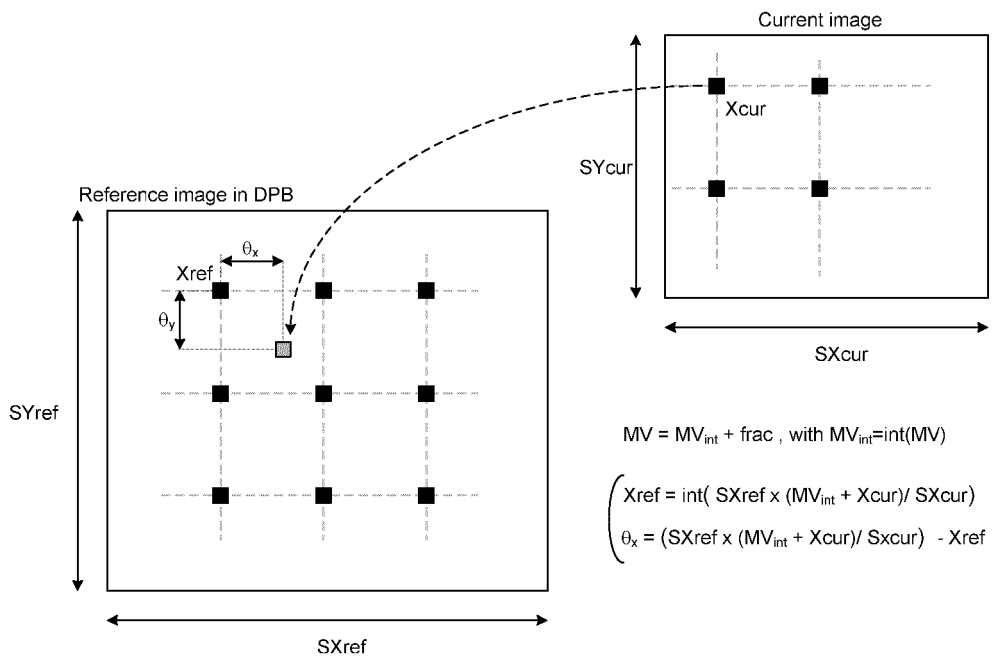 Current image
Xcur
SYcur
SXcur
Reference image in DPB
θx
Xref
θy
SYref
SXref
MV = MVint + frac , with MVint=int(MV)
Xref = int( SXref x (MVint + Xcur)/ SXcur)
θx = (SXref x (MVint + Xcur)/ Sxcur) - Xref